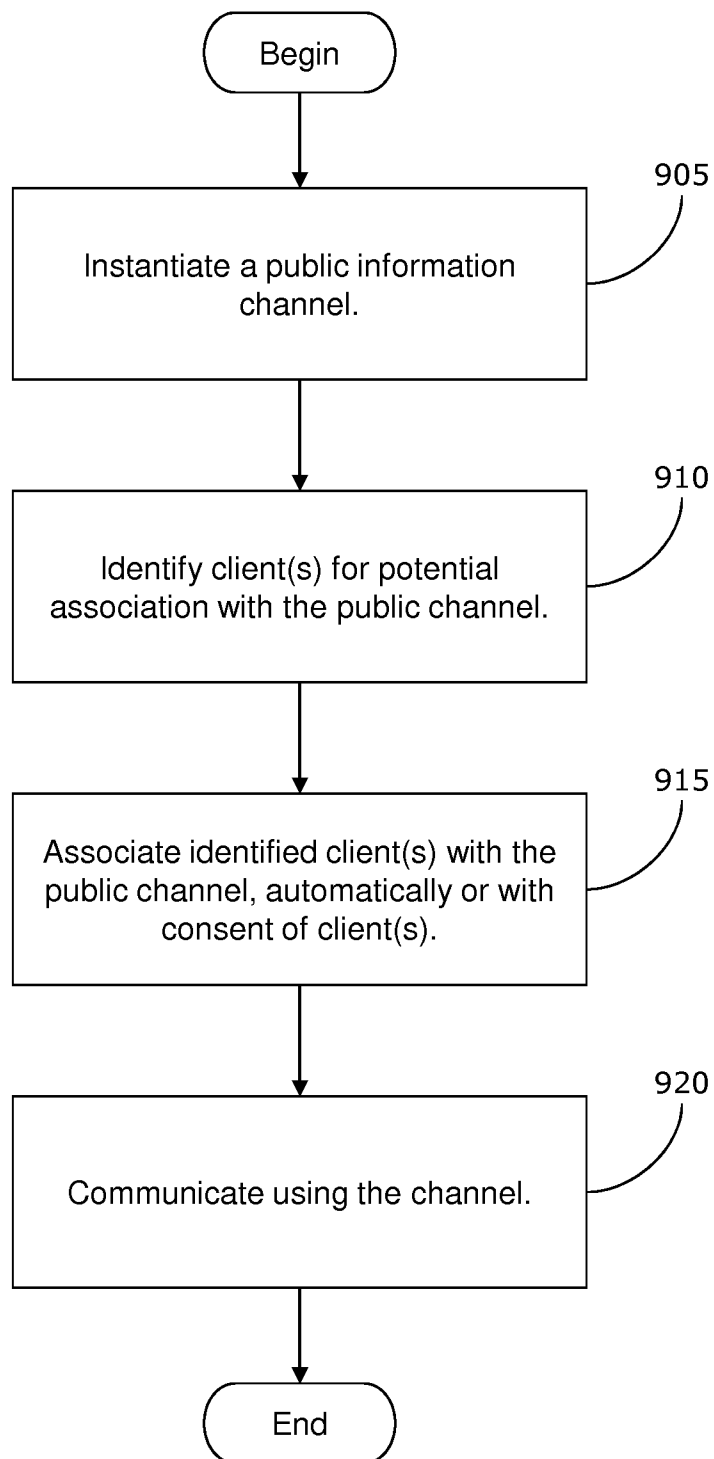 Begin
905
Instantiate a public information
channel.
910
Identify client(s) for potential
association with the public channel.
915
Associate identified client(s) with the
public channel, automatically or with
consent of client(s).
920
Communicate using the channel.
End